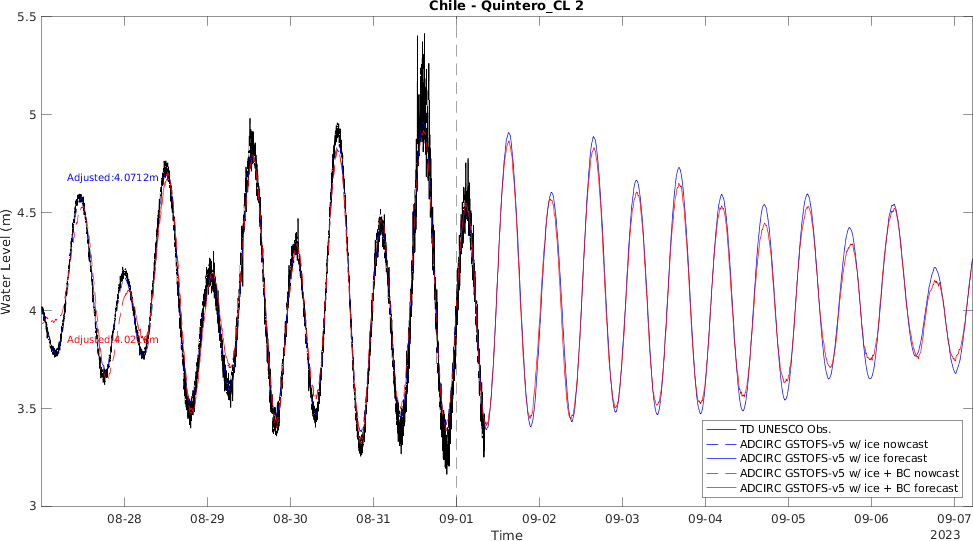 Chile - Quintero_CL 2
5.5
5
4.5
4
3.5
3
Water Level (m)
Adjusted:4.0712m
08-28
08-29
08-30
08-31
09-01
09-02
09-03
09-04
09-05
09-06
09-07
Time
2023
TD UNESCO Obs.
ADCIRC GSTOFS-v5 w/ ice nowcast
ADCIRC GSTOFS-v5 w/ ice forecast
ADCIRC GSTOFS-v5 w/ ice + BC nowcast
ADCIRC GSTOFS-v5 w/ ice + BC forecast